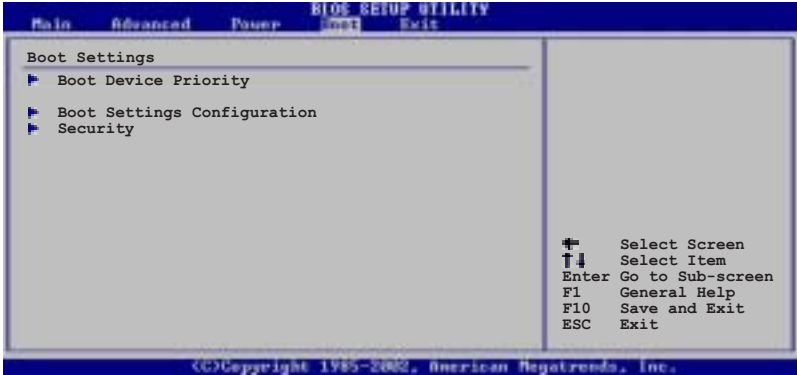 BIOS SETUP UTILITY
Main Advanced Power Boot Exit
Boot Settings
Boot Device Priority
Boot Settings Configuration
Security
Select Screen
Select Item
Enter Go to Sub-screen
F1 General Help
F10 Save and Exit
ESC Exit
(C)Copyright 1985-2002, American Megatrends, Inc.